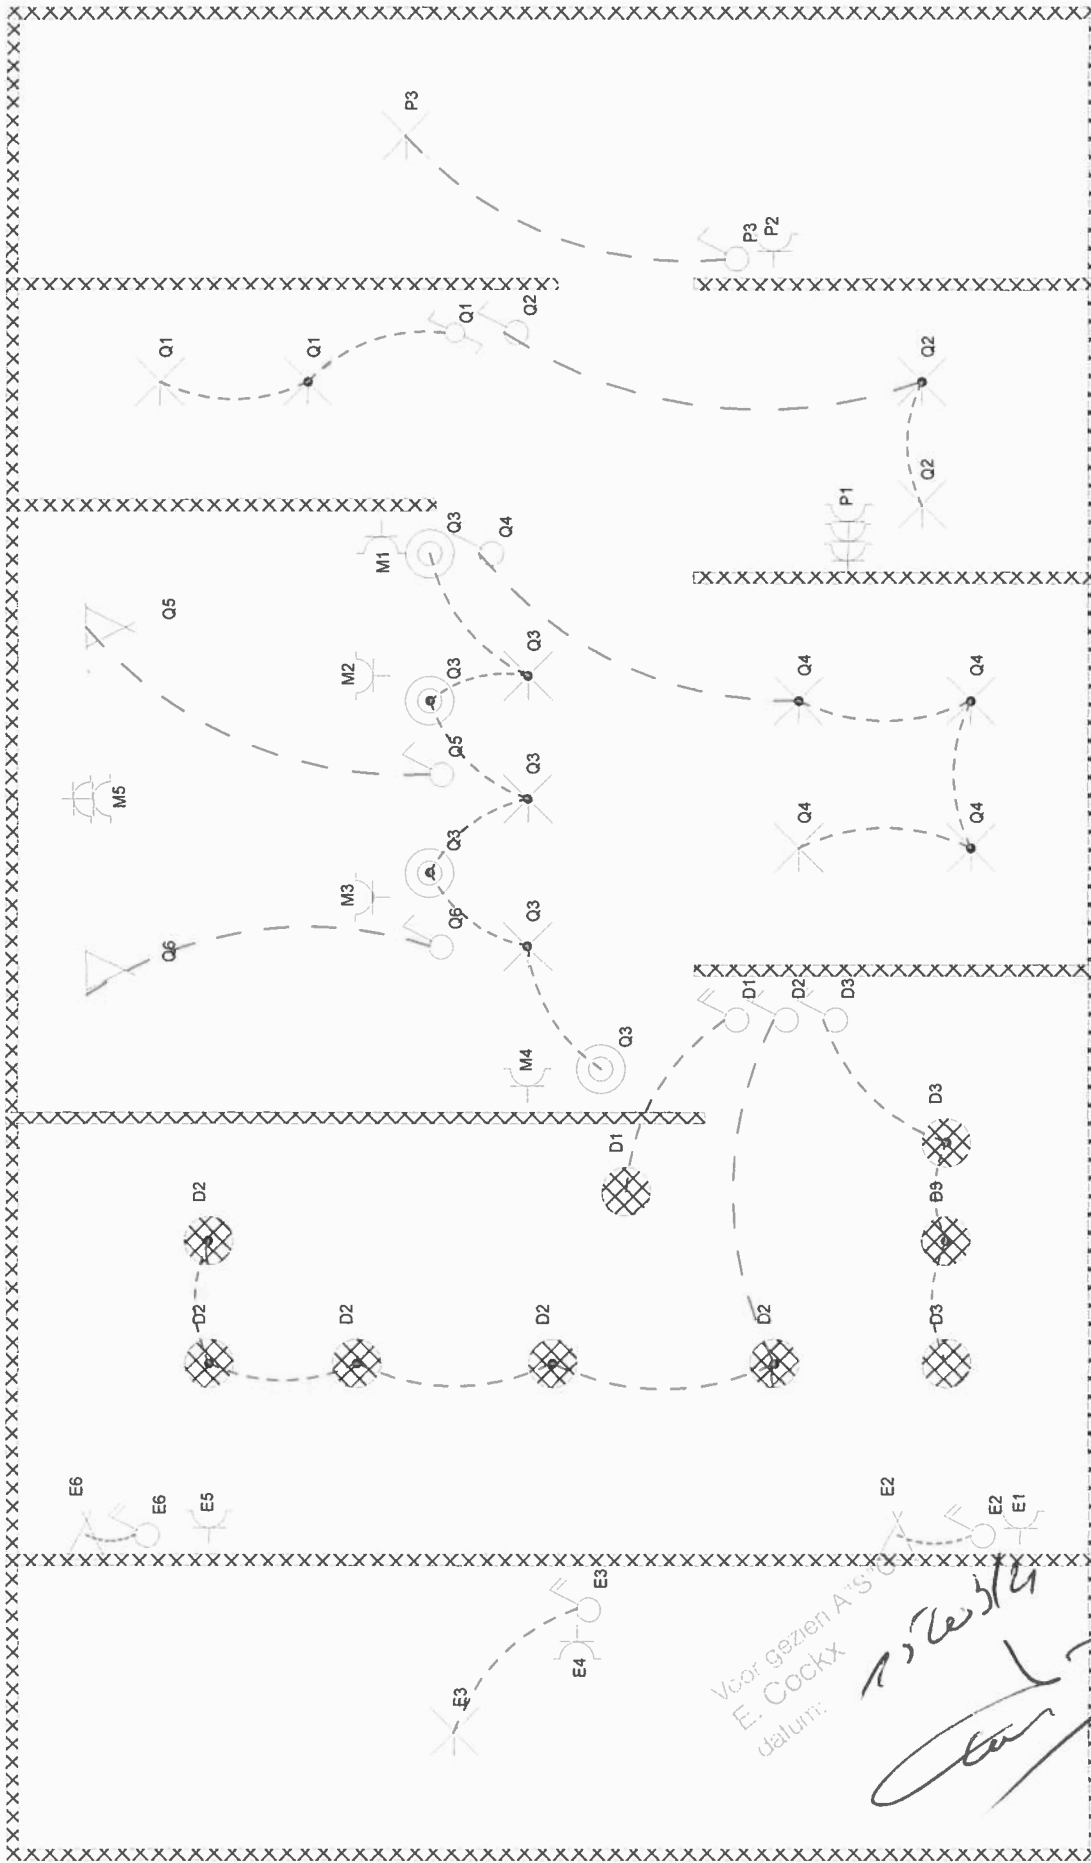 P3
P3
P2
Q1
Q1
Q1
Q2
Q2
Q2
P1
Q5
M1
Q3
Q4
M2
Q3
Q3
Q5
M5
Q3
Q4
Q4
Q4
Q4
M3
Q3
Q6
Q3
Q6
M4
Q3
D1
D2
D3
D1
D3
D2
D3
D2
D2
D2
D2
D3
E6
E6
E5
E2
E2
E1
E3
E4
E3
Voor gezien A"S"
E. Cockx
datum: